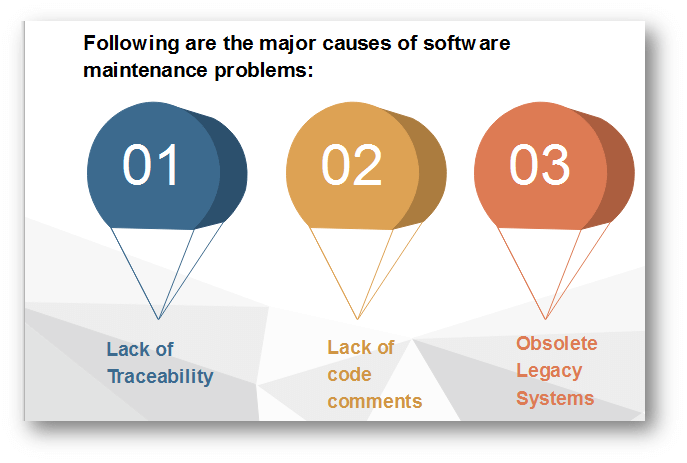 Following are the major causes of software
maintenance problems:
01
02
03
Lack of
Traceability
Lack of
code
comments
Obsolete
Legacy
Systems